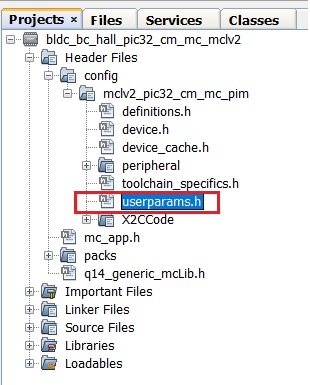 Projects × Files Services Classes
bldc_bc_hall_pic32_cm_mc_mclv2
Header Files
config
mclv2_pic32_cm_mc_pim
definitions.h
device.h
device_cache.h
peripheral
toolchain_specifics.h
userparams.h
X2CCode
mc_app.h
packs
q14_generic_mcLib.h
Important Files
Linker Files
Source Files
Libraries
Loadables